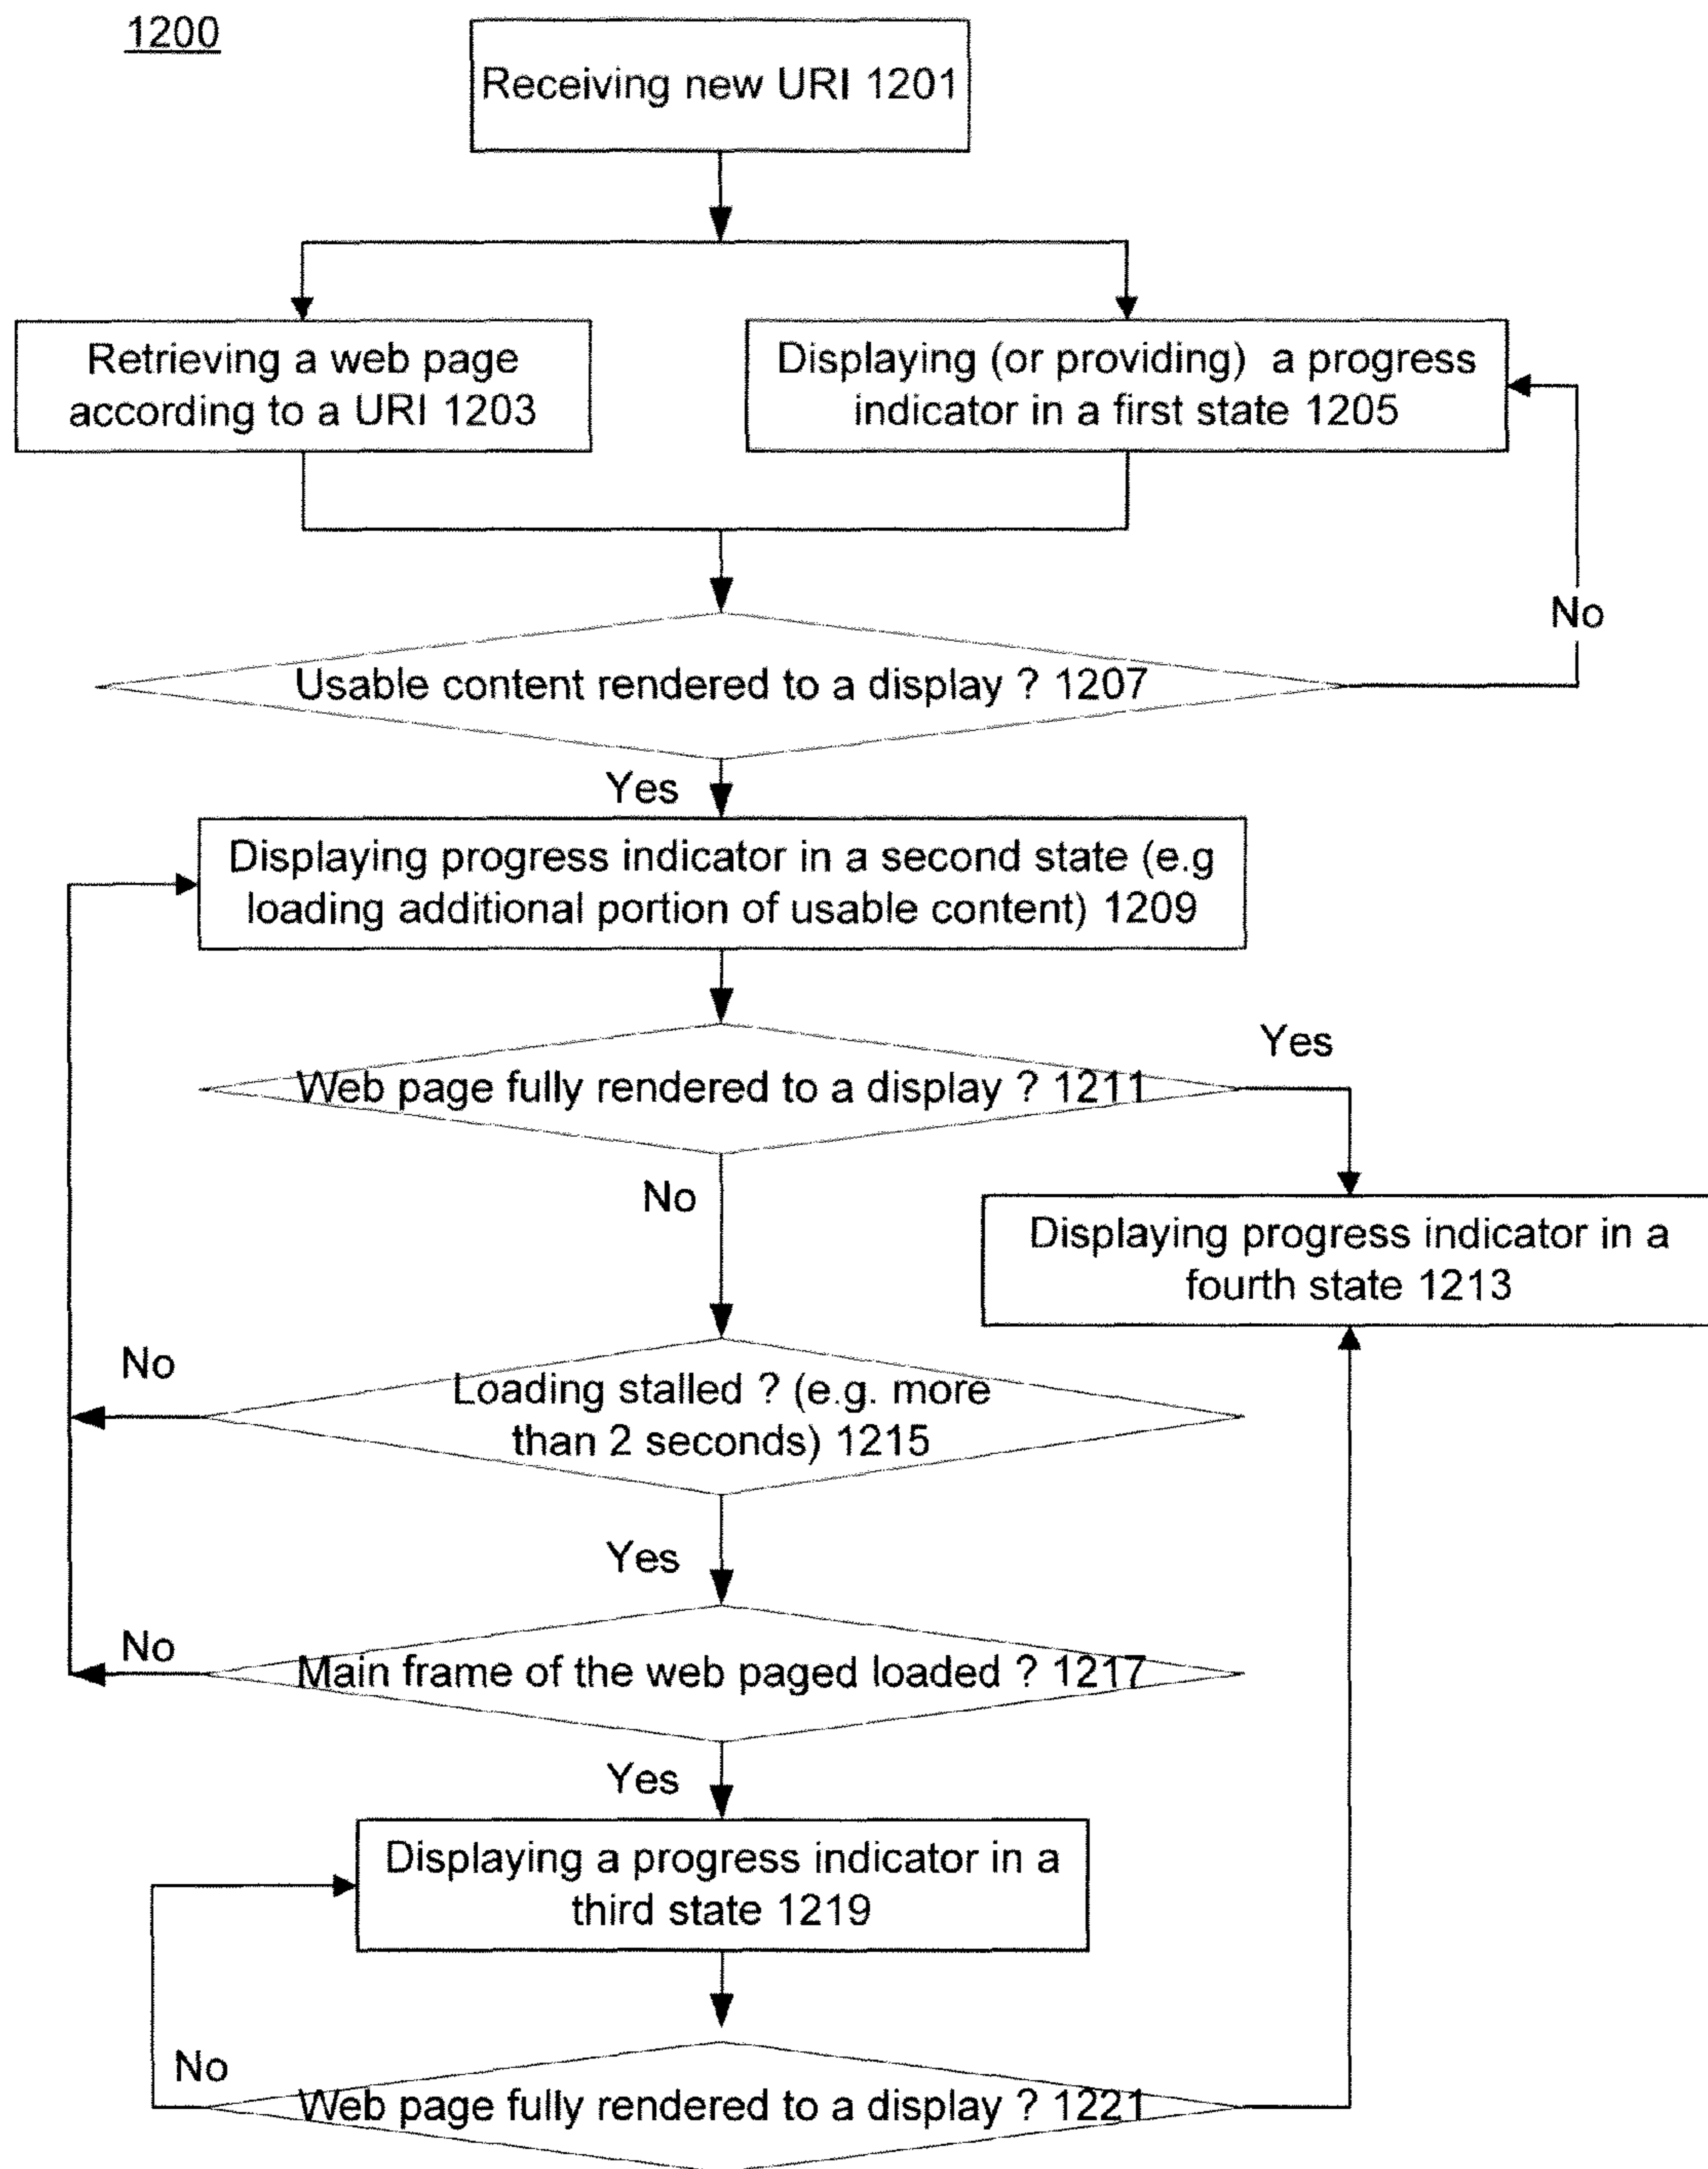 1200
Receiving new URI 1201
Retrieving a web page
according to a URI 1203
Displaying (or providing) a progress
indicator in a first state 1205
No
Usable content rendered to a display ? 1207
Yes
Displaying progress indicator in a second state (e.g
loading additional portion of usable content) 1209
Yes
Web page fully rendered to a display ? 1211
No
Displaying progress indicator in a
fourth state 1213
No
Loading stalled ? (e.g. more
than 2 seconds) 1215
Yes
No
Main frame of the web paged loaded ? 1217
Yes
Displaying a progress indicator in a
third state 1219
No
Web page fully rendered to a display ? 1221